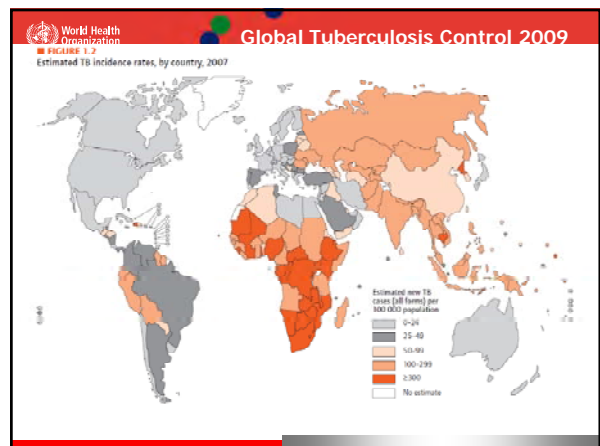 World Health
Organization
Global Tuberculosis Control 2009
FIGURE 1.2
Estimated TB incidence rates, by country, 2007
Estimated new TB
cases (all forms) per
100 000 population
0–24
25–49
50–99
100–299
≥300
No estimate